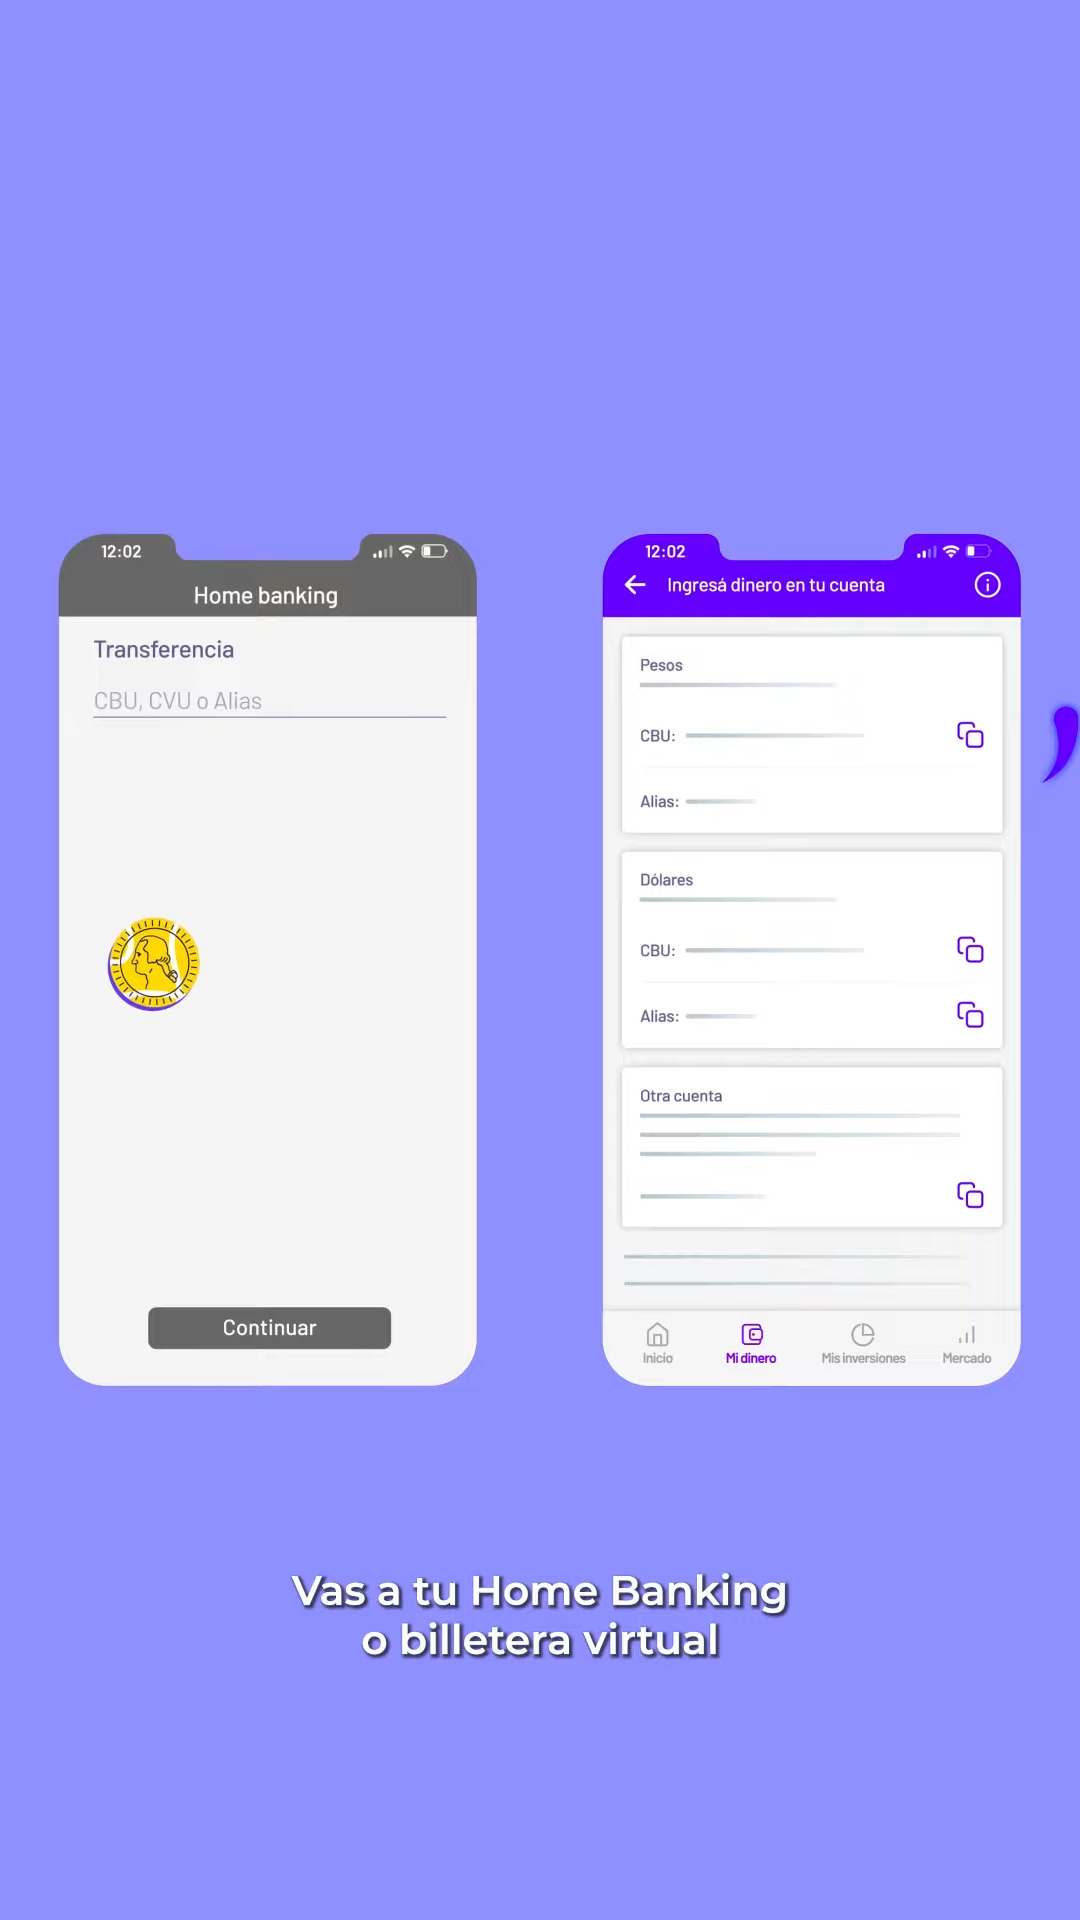 12:02
Home banking
Transferencia
CBU, CVU o Alias
Continuar
12:02
Ingresá dinero en tu cuenta
Pesos
CBU:
Alias:
Dólares
CBU:
Alias:
Otra cuenta
Inicio
Mi dinero
Mis inversiones
Mercado
Vas a tu Home Banking
o billetera virtual